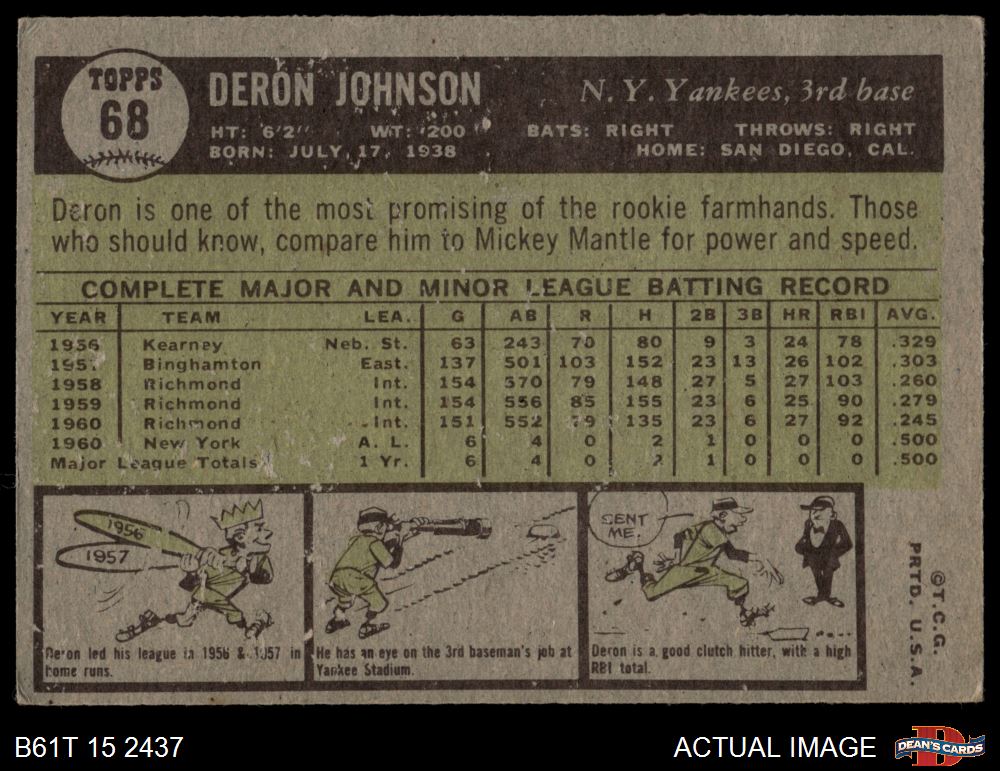 TOPPS
68
DERON JOHNSON
N. Y. Yankees, 3rd base
HT: 6'2" WT: 200 BATS: RIGHT THROWS: RIGHT
BORN: JULY 17, 1938 HOME: SAN DIEGO, CAL.
Deron is one of the most promising of the rookie farmhands. Those
who should know, compare him to Mickey Mantle for power and speed.
COMPLETE MAJOR AND MINOR LEAGUE BATTING RECORD
YEAR TEAM LEA. G AB R H 2B 3B HR RBI AVG.
1956 Kearney Neb. St. 63 243 70 80 9 3 24 78 .329
1957 Binghamton East. 137 501 103 152 23 13 26 102 .303
1958 Richmond Int. 154 570 79 148 27 5 27 103 .260
1959 Richmond Int. 154 556 85 155 23 6 25 90 .279
1960 Richmond Int. 151 552 79 135 23 6 27 92 .245
1960 New York A. L. 6 4 0 2 1 0 0 0 .500
Major League Totals 1 Yr. 6 4 0 2 1 0 0 0 .500
1956
1957
Deron led his league in 1956 & 1957 in
home runs.
He has an eye on the 3rd baseman's job at
Yankee Stadium.
SENT
ME.
Deron is a good clutch hitter, with a high
RBI total.
©T.C.G.
PRTD. U.S.A.
B61T 15 2437
ACTUAL IMAGE
D
DEAN'S CARDS